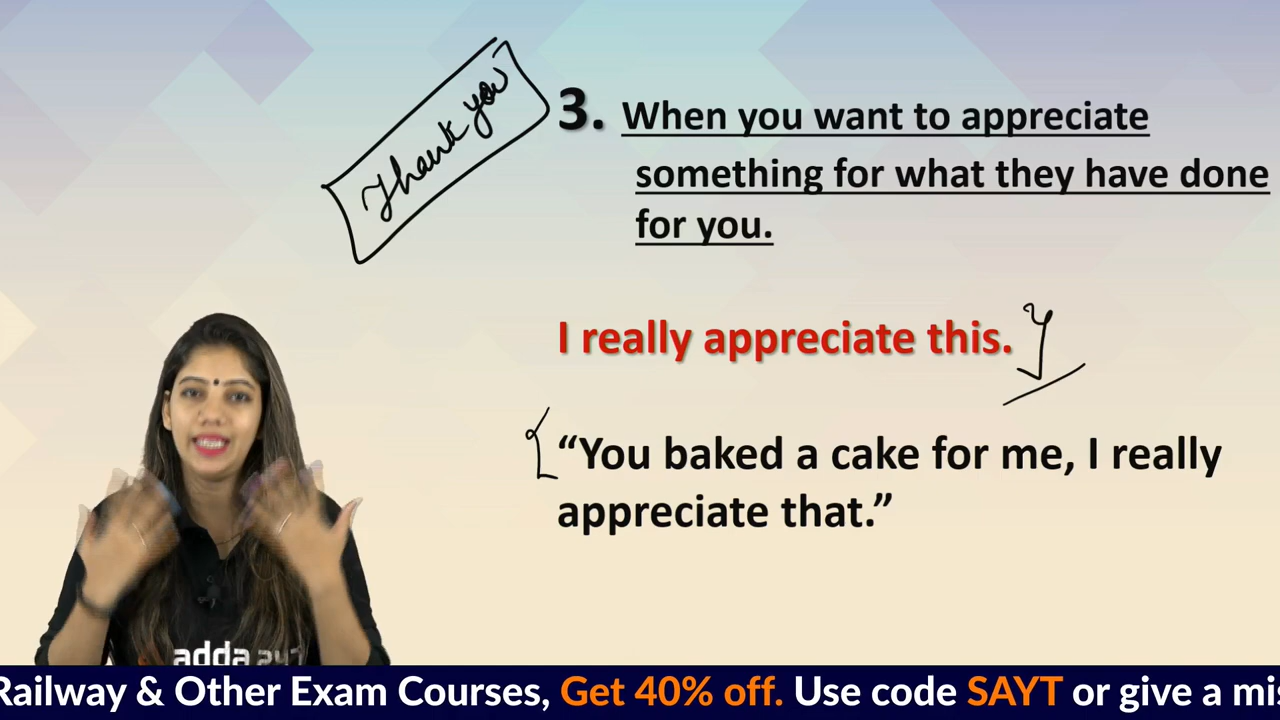 Thank you
3. When you want to appreciate
something for what they have done
for you.
I really appreciate this.
“You baked a cake for me, I really
appreciate that.”
adda 247
Railway & Other Exam Courses, Get 40% off. Use code SAYT or give a